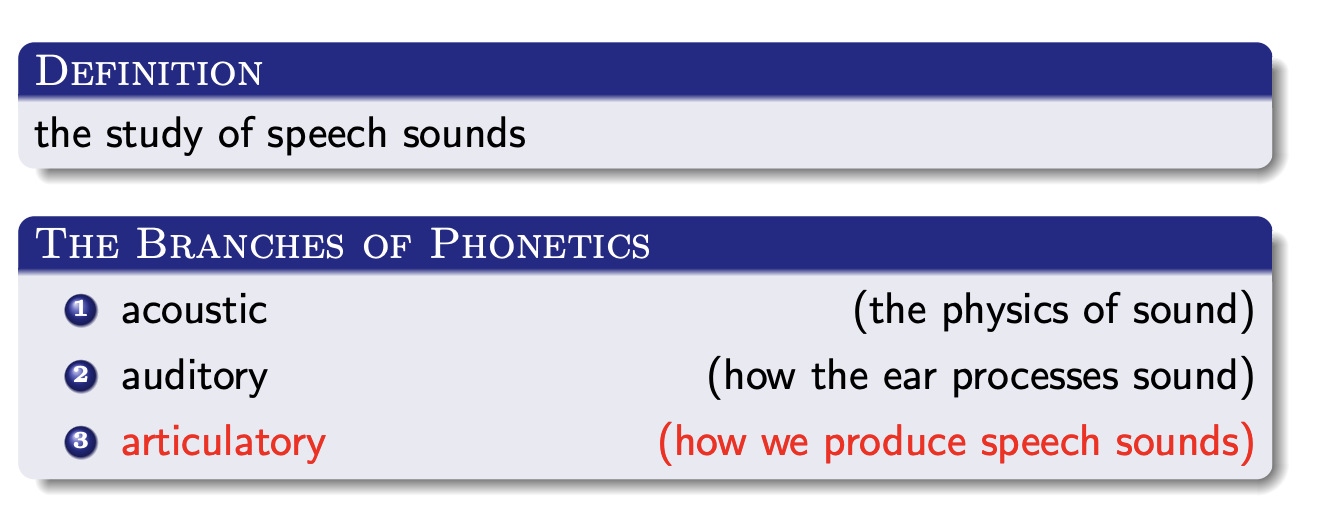 Definition
the study of speech sounds
The Branches of Phonetics
1 acoustic (the physics of sound)
2 auditory (how the ear processes sound)
3 articulatory (how we produce speech sounds)